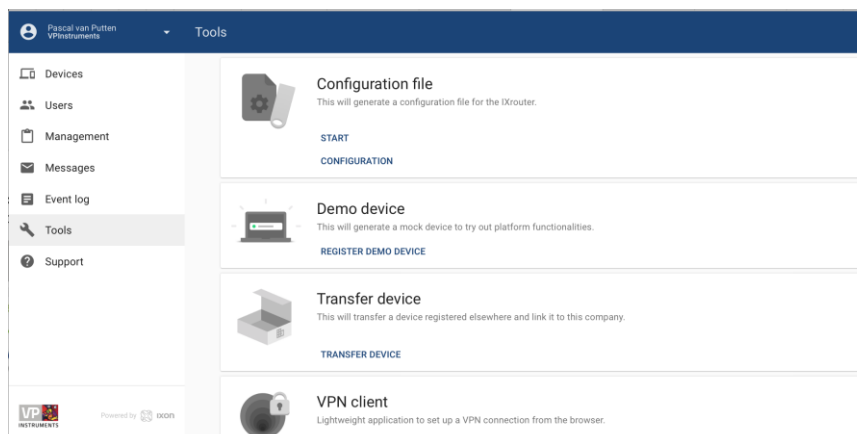 Pascal van Putten
VPInstruments
Tools
Devices
Users
Management
Messages
Event log
Tools
Support
VP
INSTRUMENTS
Powered by ixon
Configuration file
This will generate a configuration file for the IXrouter.
START
CONFIGURATION
Demo device
This will generate a mock device to try out platform functionalities.
REGISTER DEMO DEVICE
Transfer device
This will transfer a device registered elsewhere and link it to this company.
TRANSFER DEVICE
VPN client
Lightweight application to set up a VPN connection from the browser.